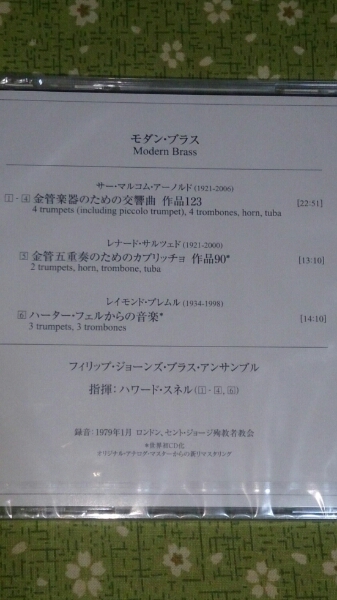 モダン・ブラス
Modern Brass
サー・マルコム・アーノルド (1921-2006)
1-4 金管楽器のための交響曲 作品123 [22:51]
4 trumpets (including piccolo trumpet), 4 trombones, horn, tuba
レナード・サルツェド (1921-2000)
5 金管五重奏のためのカプリッチョ 作品90* [13:10]
2 trumpets, horn, trombone, tuba
レイモンド・プレムル (1934-1998)
6 ハーター・フェルからの音楽* [14:10]
3 trumpets, 3 trombones
フィリップ・ジョーンズ・ブラス・アンサンブル
指揮：ハワード・スネル (1-4, 6)
録音：1979年1月 ロンドン、セント・ジョージ殉教者教会
*世界初CD化
オリジナル・アナログ・マスターからの新リマスタリング